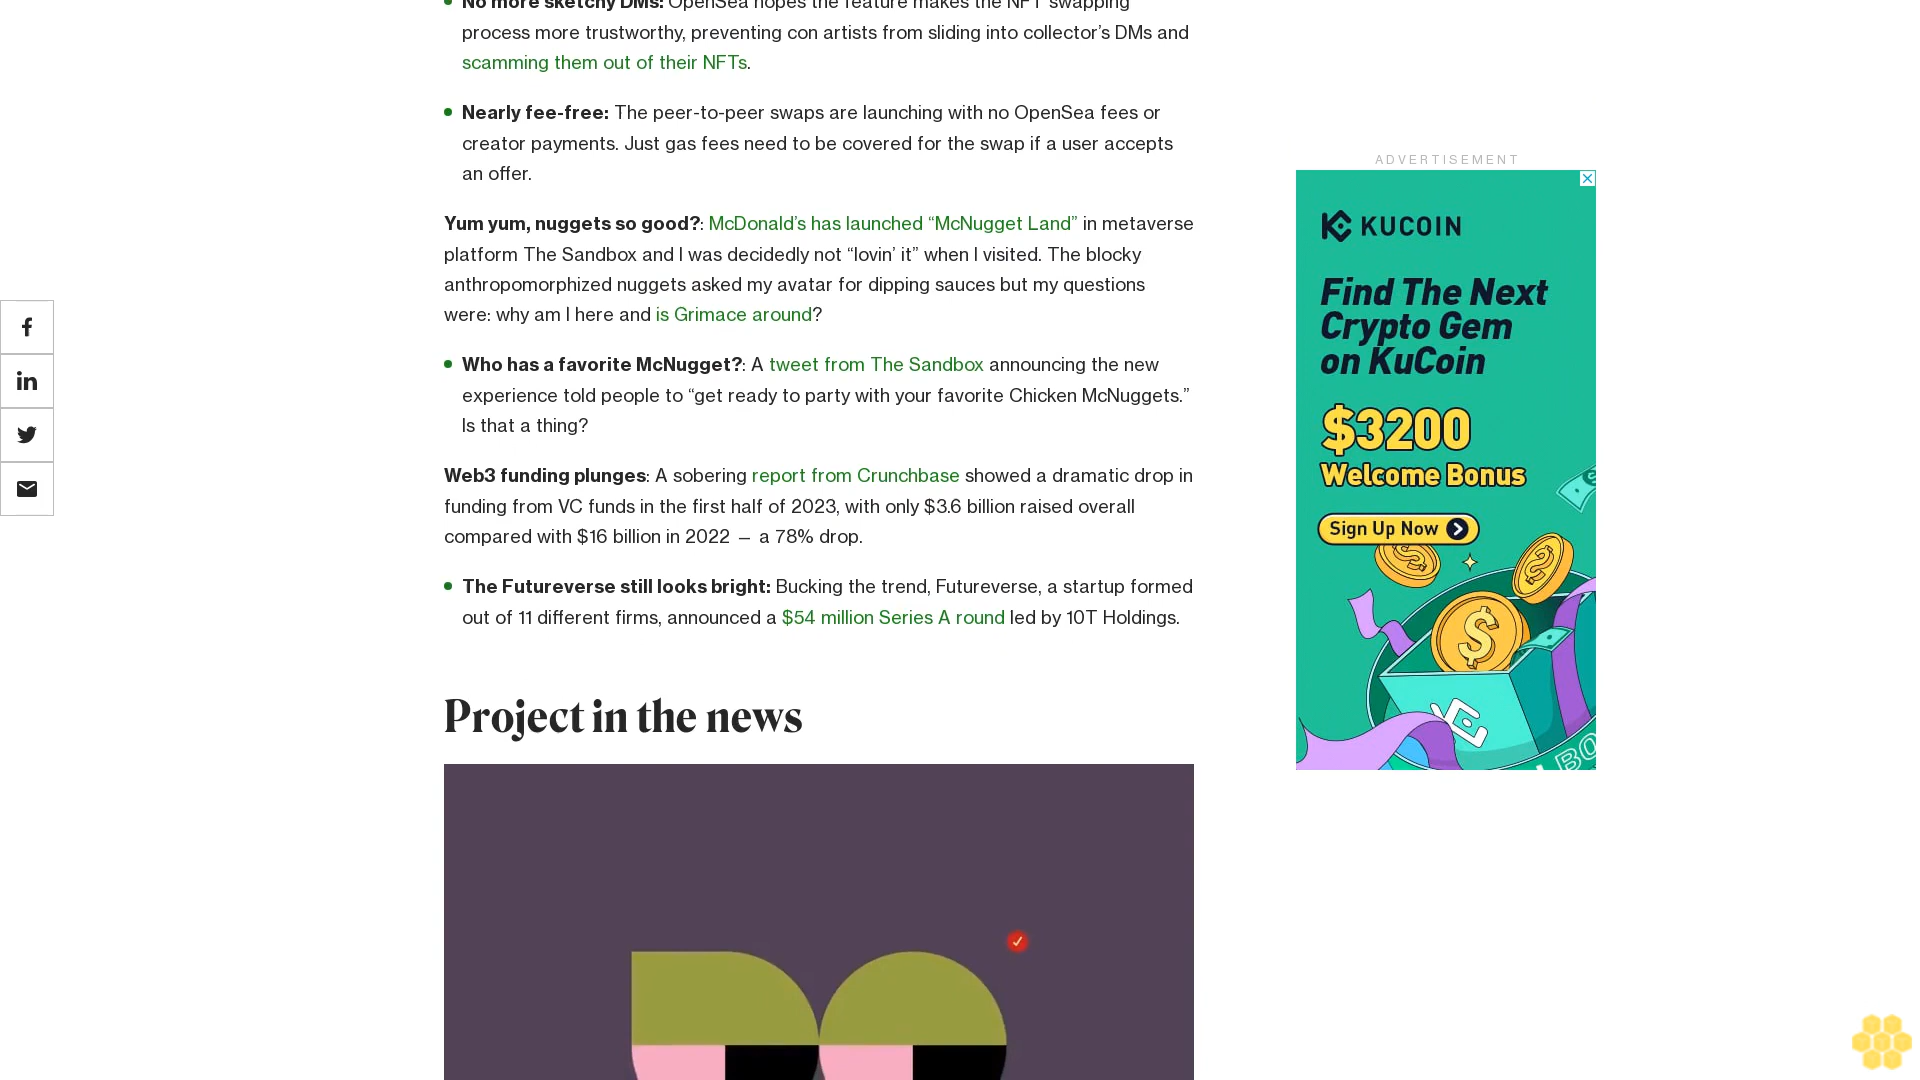 No more sketchy DMs: OpenSea hopes the feature makes the NFT swapping
process more trustworthy, preventing con artists from sliding into collector’s DMs and
scamming them out of their NFTs.
Nearly fee-free: The peer-to-peer swaps are launching with no OpenSea fees or
creator payments. Just gas fees need to be covered for the swap if a user accepts
an offer.
Yum yum, nuggets so good?: McDonald’s has launched “McNugget Land” in metaverse
platform The Sandbox and I was decidedly not “lovin’ it” when I visited. The blocky
anthropomorphized nuggets asked my avatar for dipping sauces but my questions
were: why am I here and is Grimace around?
Who has a favorite McNugget?: A tweet from The Sandbox announcing the new
experience told people to “get ready to party with your favorite Chicken McNuggets.”
Is that a thing?
Web3 funding plunges: A sobering report from Crunchbase showed a dramatic drop in
funding from VC funds in the first half of 2023, with only $3.6 billion raised overall
compared with $16 billion in 2022 — a 78% drop.
The Futureverse still looks bright: Bucking the trend, Futureverse, a startup formed
out of 11 different firms, announced a $54 million Series A round led by 10T Holdings.
Project in the news
ADVERTISEMENT
KUCOIN
Find The Next
Crypto Gem
on KuCoin
$3200
Welcome Bonus
Sign Up Now